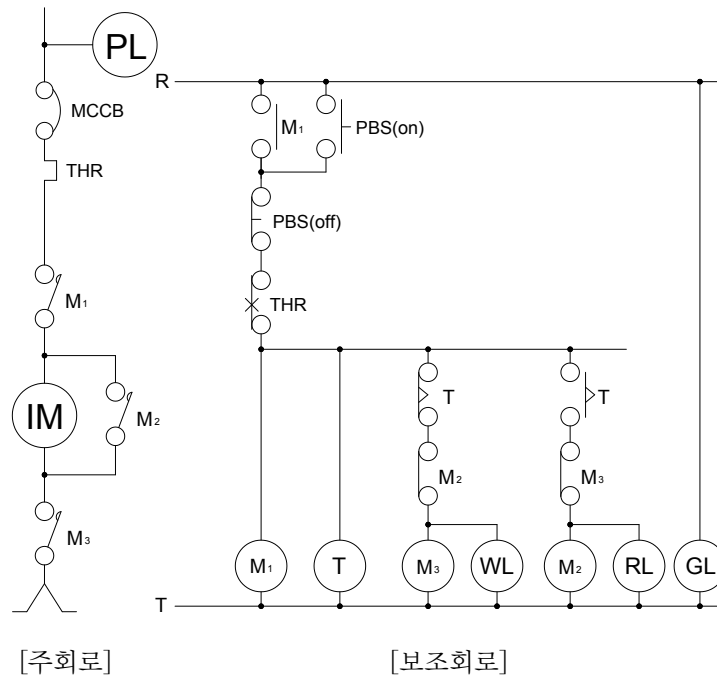 PL
R
MCCB
M₁
PBS(on)
THR
PBS(off)
M₁
THR
IM
M₂
T
T
M₂
M₃
M₃
M₁
T
M₃
WL
M₂
RL
GL
T
[주회로]
[보조회로]